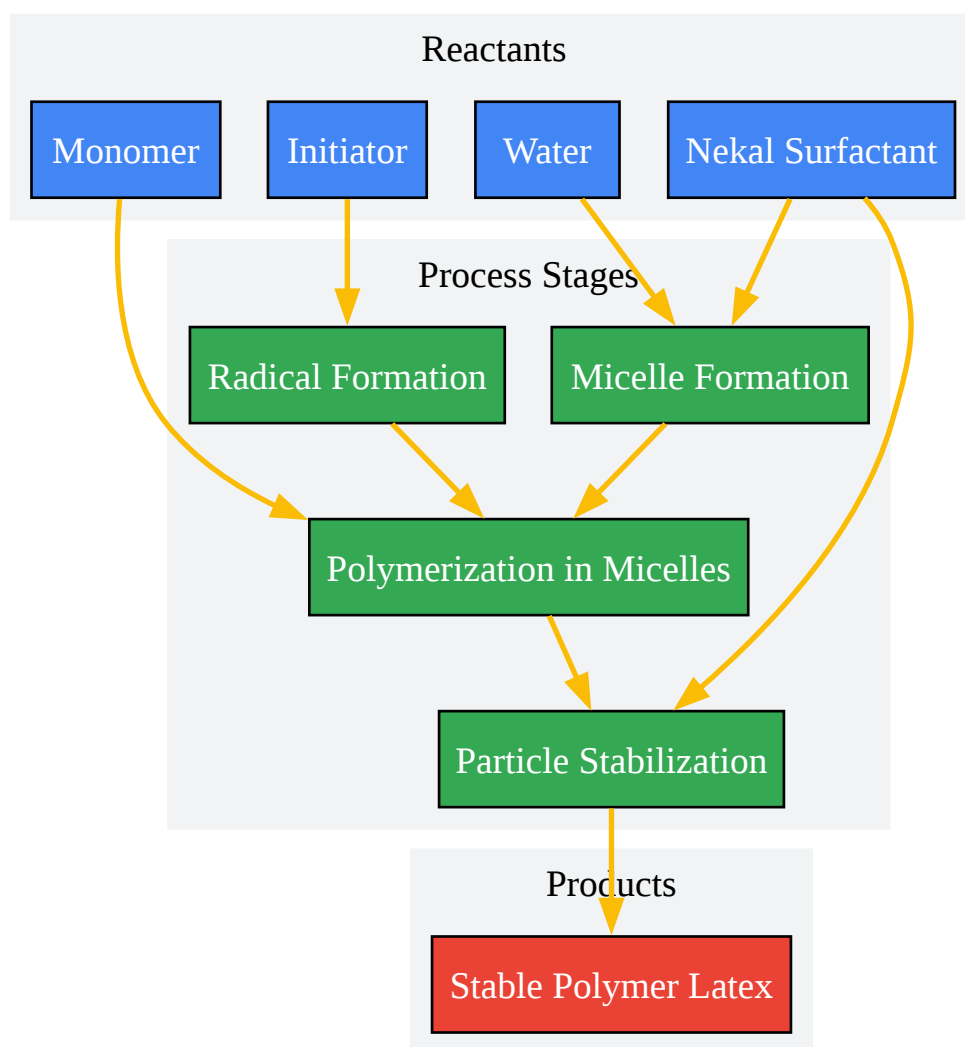 Reactants
Monomer
Initiator
Water
Nekal Surfactant
Process Stages
Radical Formation
Micelle Formation
Polymerization in Micelles
Particle Stabilization
Products
Stable Polymer Latex